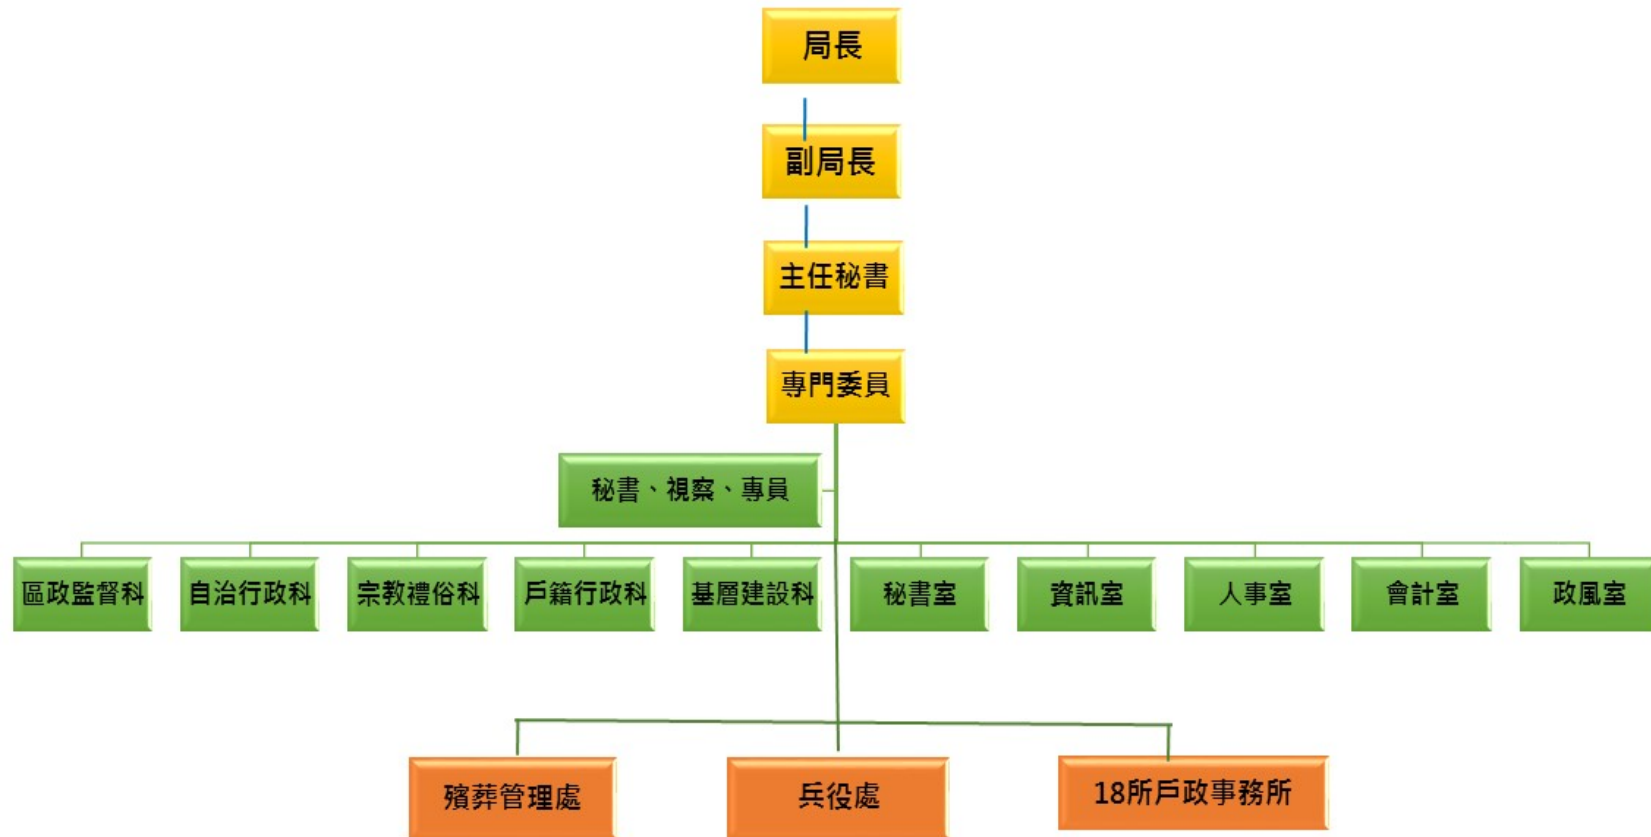 局長
副局長
主任秘書
專門委員
秘書、視察、專員
區政監督科
自治行政科
宗教禮俗科
戶籍行政科
基層建設科
秘書室
資訊室
人事室
會計室
政風室
殯葬管理處
兵役處
18所戶政事務所